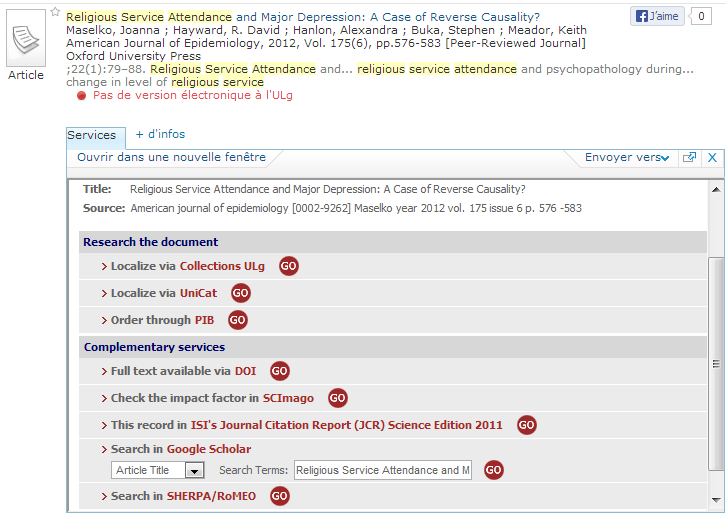 Religious Service Attendance and Major Depression: A Case of Reverse Causality?
J'aime 0
Maselko, Joanna ; Hayward, R. David ; Hanlon, Alexandra ; Buka, Stephen ; Meador, Keith
American Journal of Epidemiology, 2012, Vol. 175(6), pp.576-583 [Peer-Reviewed Journal]
Oxford University Press
Article
;22(1):79–88. Religious Service Attendance and... religious service attendance and psychopathology during...
change in level of religious service
Pas de version électronique à l'ULg
Services + d'infos
Ouvrir dans une nouvelle fenêtre Envoyer vers X
Title: Religious Service Attendance and Major Depression: A Case of Reverse Causality?
Source: American journal of epidemiology [0002-9262] Maselko year 2012 vol. 175 issue 6 p. 576 -583
Research the document
> Localize via Collections ULg GO
> Localize via UniCat GO
> Order through PIB GO
Complementary services
> Full text available via DOI GO
> Check the impact factor in SCImago GO
> This record in ISI's Journal Citation Report (JCR) Science Edition 2011 GO
> Search in Google Scholar
Article Title Search Terms: Religious Service Attendance and M GO
> Search in SHERPA/RoMEO GO